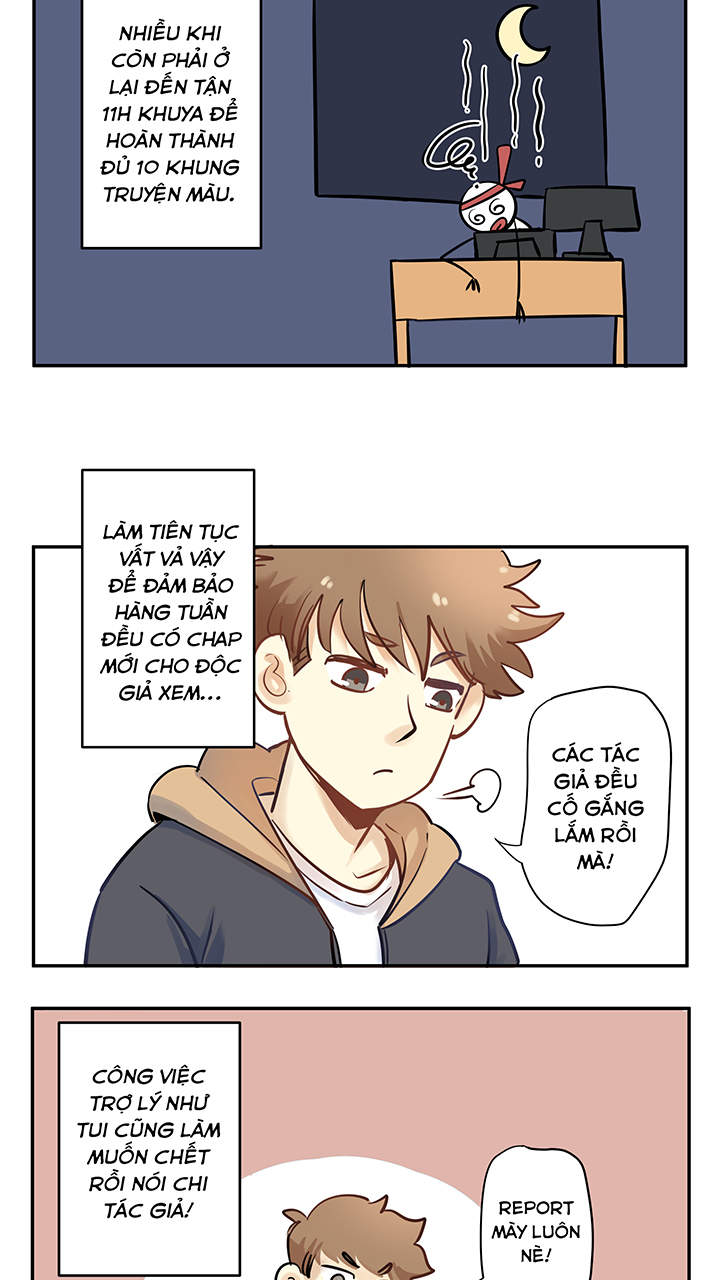 NHIỀU KHI
CÒN PHẢI Ở
LẠI ĐẾN TẬN
11H KHUYA ĐỂ
HOÀN THÀNH
ĐỦ 10 KHUNG
TRUYỆN MÀU.
LÀM TIÊN TỤC
VẤT VẢ VẬY
ĐỂ ĐẢM BẢO
HÀNG TUẦN
ĐỀU CÓ CHAP
MỚI CHO ĐỘC
GIẢ XEM...
CÁC TÁC
GIẢ ĐỀU
CỐ GẮNG
LẮM RỒI
MÀ!
CÔNG VIỆC
TRỢ LÝ NHƯ
TUI CŨNG LÀM
MUỐN CHẾT
RỒI NÓI CHI
TÁC GIẢ!
REPORT
MÀY LUÔN
NÈ!